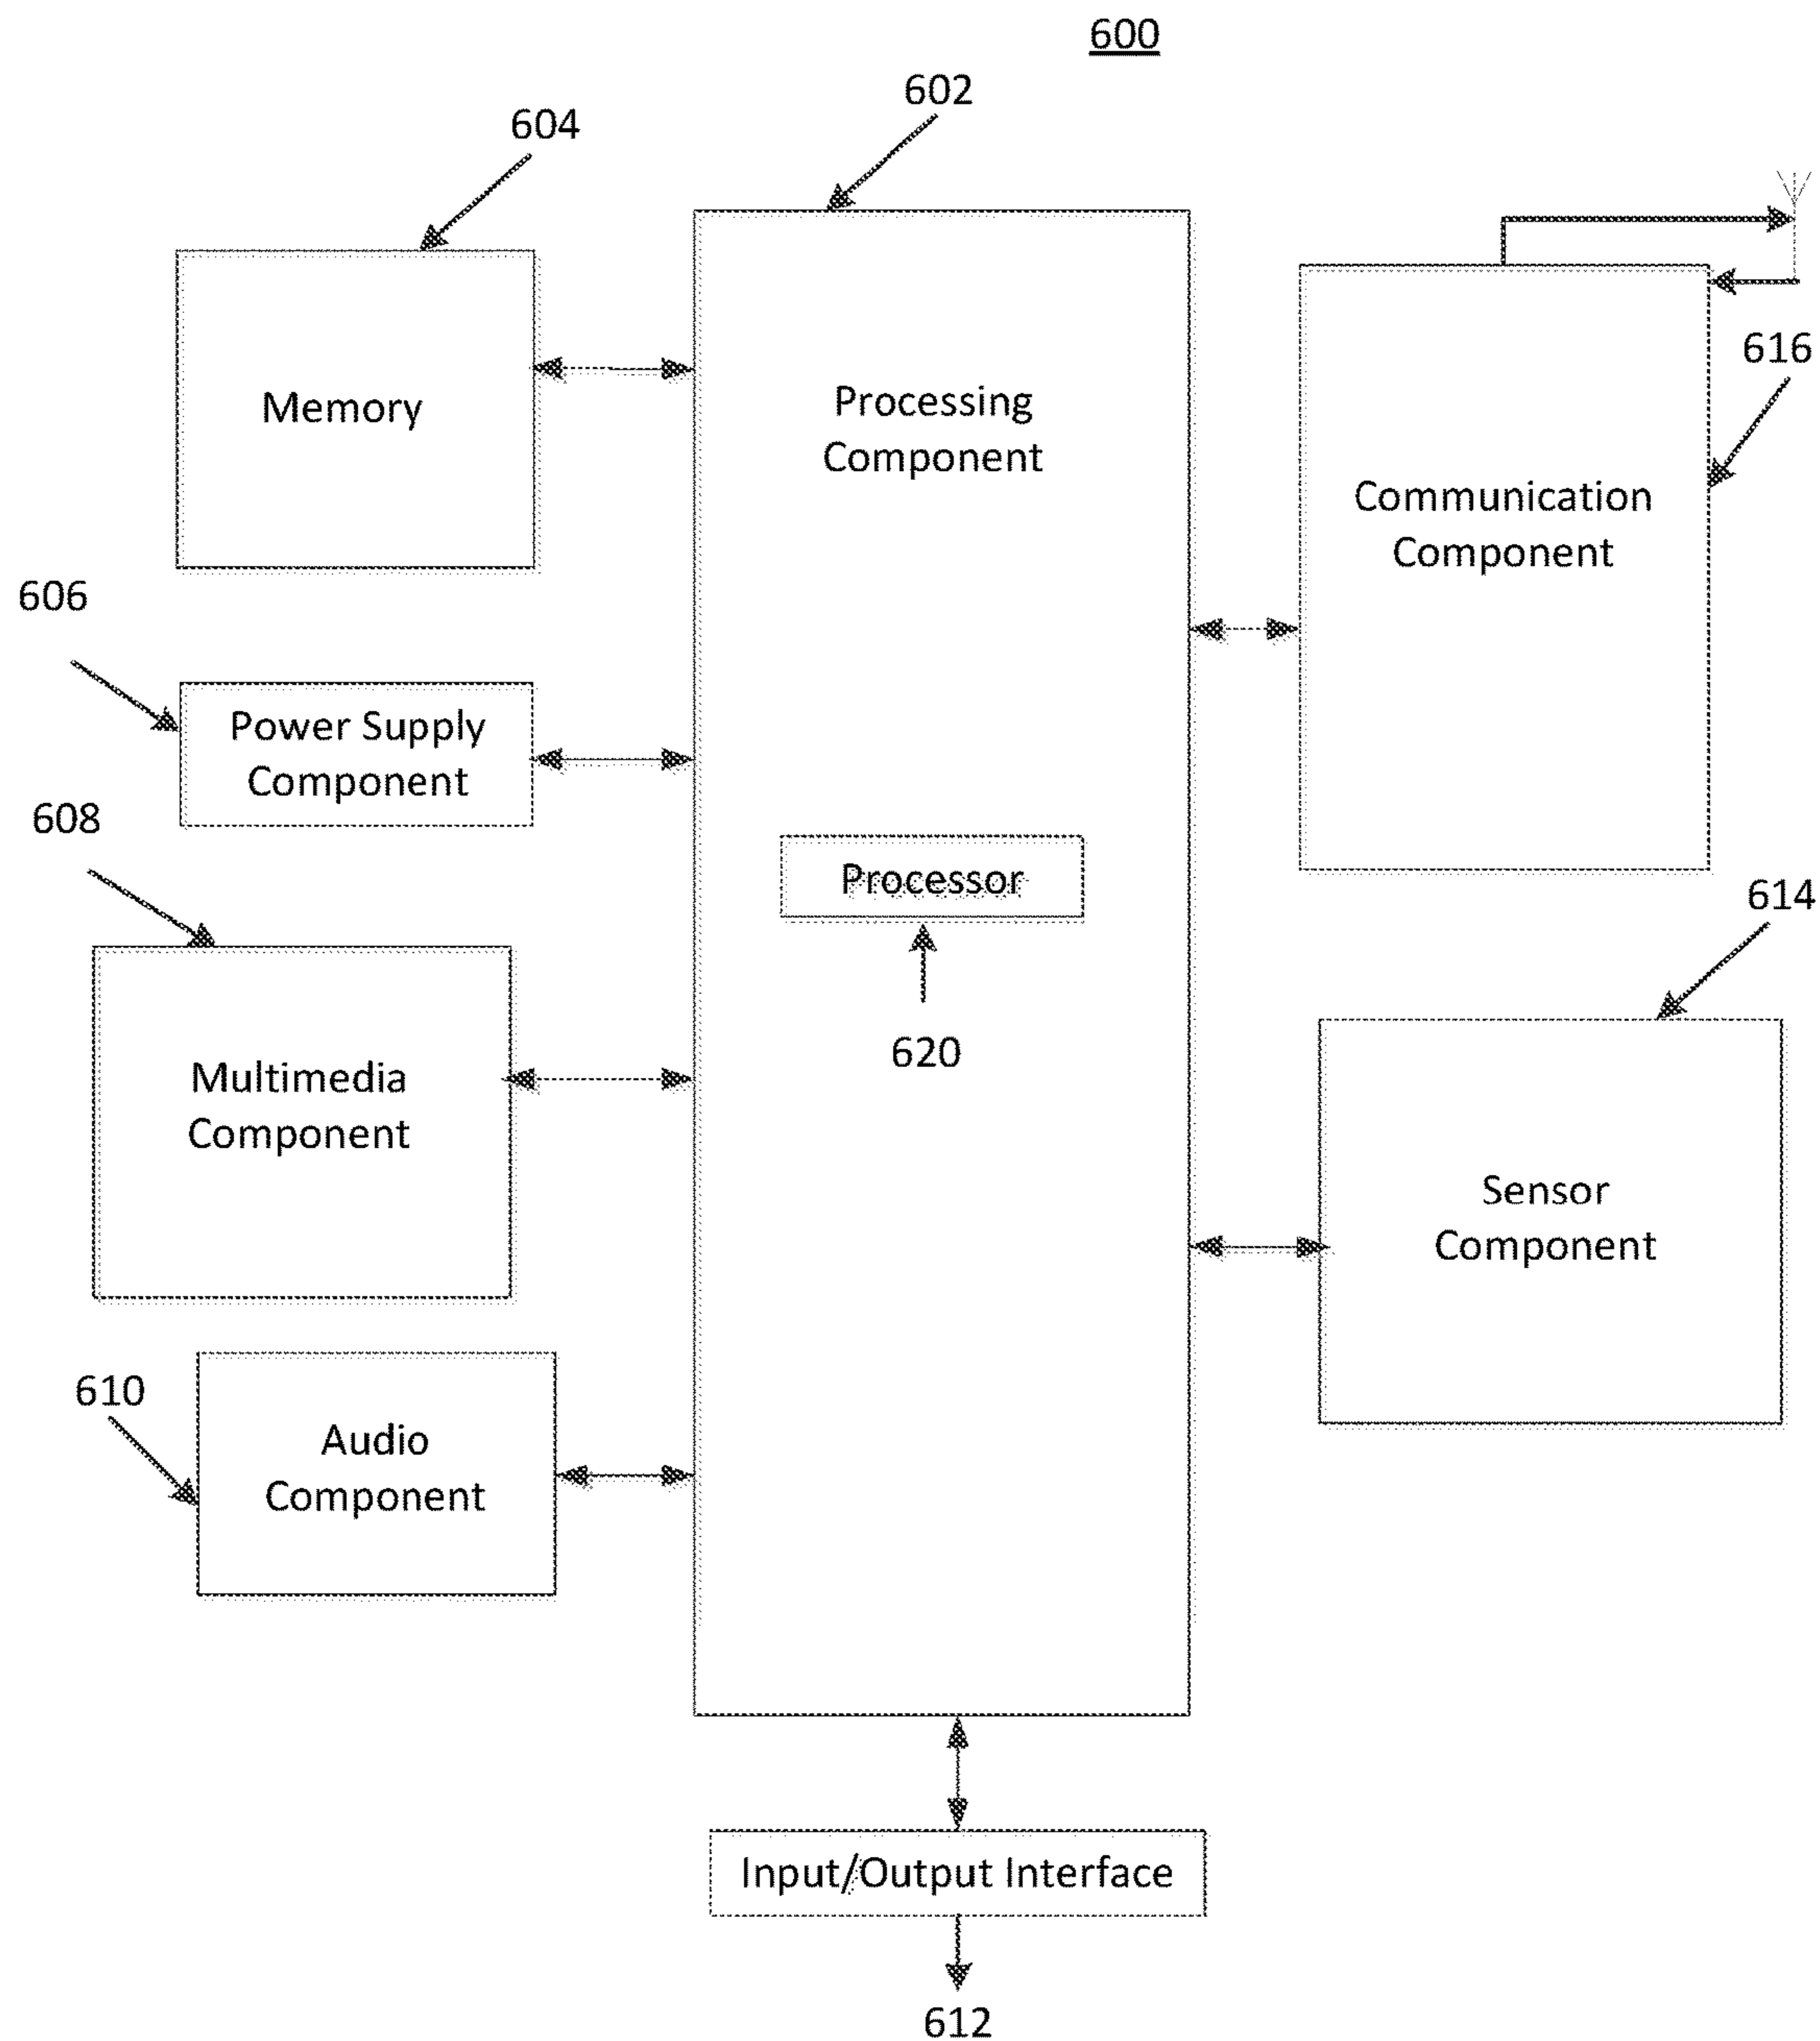 600
602
604
Memory
Processing
Component
616
Communication
Component
606
Power Supply
Component
608
Processor
614
620
Multimedia
Component
Sensor
Component
610
Audio
Component
Input/Output Interface
612